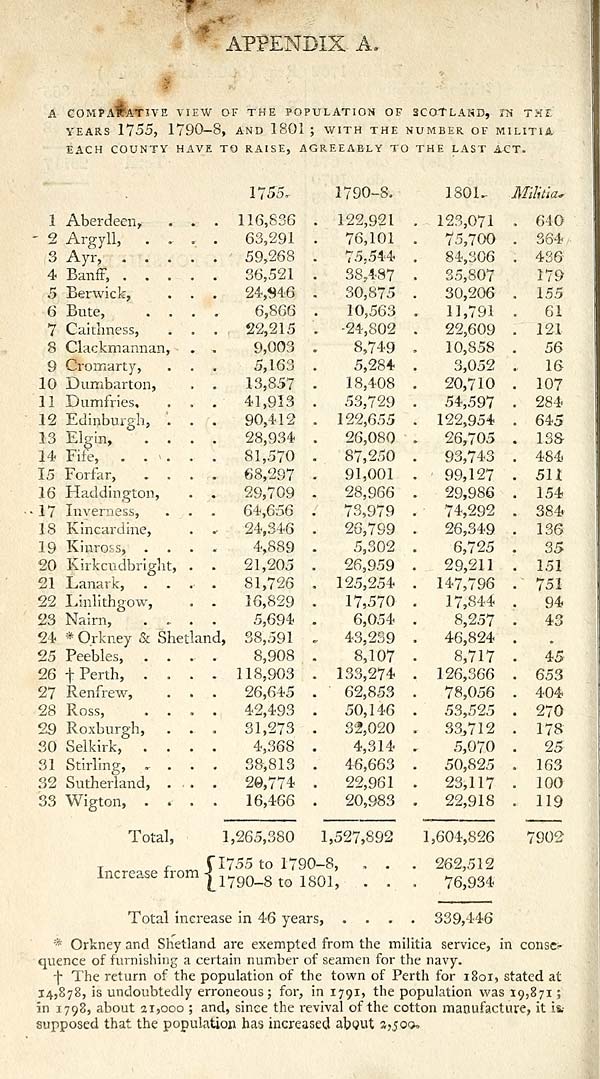 APPENDIX A.
A COMPARATIVE VIEW OF THE POPULATION OF SCOTLAND, IN THE
YEARS 1755, 1790-8, AND 1801; WITH THE NUMBER OF MILITIA
EACH COUNTY HAVE TO RAISE, AGREEABLY TO THE LAST ACT.
1755. 1790-8. 1801. Militia.
1 Aberdeen, . . . 116,836 . 122,921 . 123,071 . 640
2 Argyll, . . . . 63,291 . 76,101 . 75,700 . 364
3 Ayr, . . . . . 59,268 . 75,544 . 84,306 . 436
4 Banff, . . . . . 36,521 . 38,487 . 35,807 . 179
5 Berwick, . . . 24,946 . 30,875 . 30,206 . 155
6 Bute, . . . . 6,866 . 10,563 . 11,791 . 61
7 Caithness, . . . 22,215 . 24,802 . 22,609 . 121
8 Clackmannan, . . 9,003 . 8,749 . 10,858 . 56
9 Cromarty, . . . 5,163 . 5,284 . 3,052 . 16
10 Dumbarton, . . 13,857 . 18,408 . 20,710 . 107
11 Dumfries, . . . 41,913 . 53,729 . 54,597 . 284
12 Edinburgh, . . . 90,412 . 122,655 . 122,954 . 645
13 Elgin, . . . . 28,934 . 26,080 . 26,705 . 138
14 Fife, . . . . . 81,570 . 87,250 . 93,743 . 484
15 Forfar, . . . . 68,297 . 91,001 . 99,127 . 511
16 Haddington, . . 29,709 . 28,966 . 29,986 . 154
17 Inverness, . . . 64,656 . 73,979 . 74,292 . 384
18 Kincardine, . . 24,346 . 26,799 . 26,349 . 136
19 Kinross, . . . . 4,889 . 5,302 . 6,725 . 35
20 Kirkcudbright, . . 21,205 . 26,959 . 29,211 . 151
21 Lanark, . . . . 81,726 . 125,254 . 147,796 . 751
22 Linlithgow, . . 16,829 . 17,570 . 17,844 . 94
23 Nairn, . . . . 5,694 . 6,054 . 8,257 . 43
24 * Orkney & Shetland, 38,591 . 43,239 . 46,824 . .
25 Peebles, . . . . 8,908 . 8,107 . 8,717 . 45
26 † Perth, . . . . 118,903 . 133,274 . 126,366 . 653
27 Renfrew, . . . 26,645 . 62,853 . 78,056 . 404
28 Ross, . . . . 42,493 . 50,146 . 53,525 . 270
29 Roxburgh, . . . 31,273 . 32,020 . 33,712 . 178
30 Selkirk, . . . . 4,368 . 4,314 . 5,070 . 25
31 Stirling, . . . . 38,813 . 46,663 . 50,825 . 163
32 Sutherland, . . . 20,774 . 22,961 . 23,117 . 100
33 Wigton, . . . . 16,466 . 20,983 . 22,918 . 119
Total, 1,265,380 1,527,892 1,604,826 7902
Increase from { 1755 to 1790-8, . . . 262,512
1790-8 to 1801, . . . 76,934
Total increase in 46 years, . . . . 339,446
* Orkney and Shetland are exempted from the militia service, in conse-
quence of furnishing a certain number of seamen for the navy.
† The return of the population of the town of Perth for 1801, stated at
14,878, is undoubtedly erroneous; for, in 1791, the population was 19,871;
in 1798, about 21,000; and, since the revival of the cotton manufacture, it is
supposed that the population has increased about 2,500.